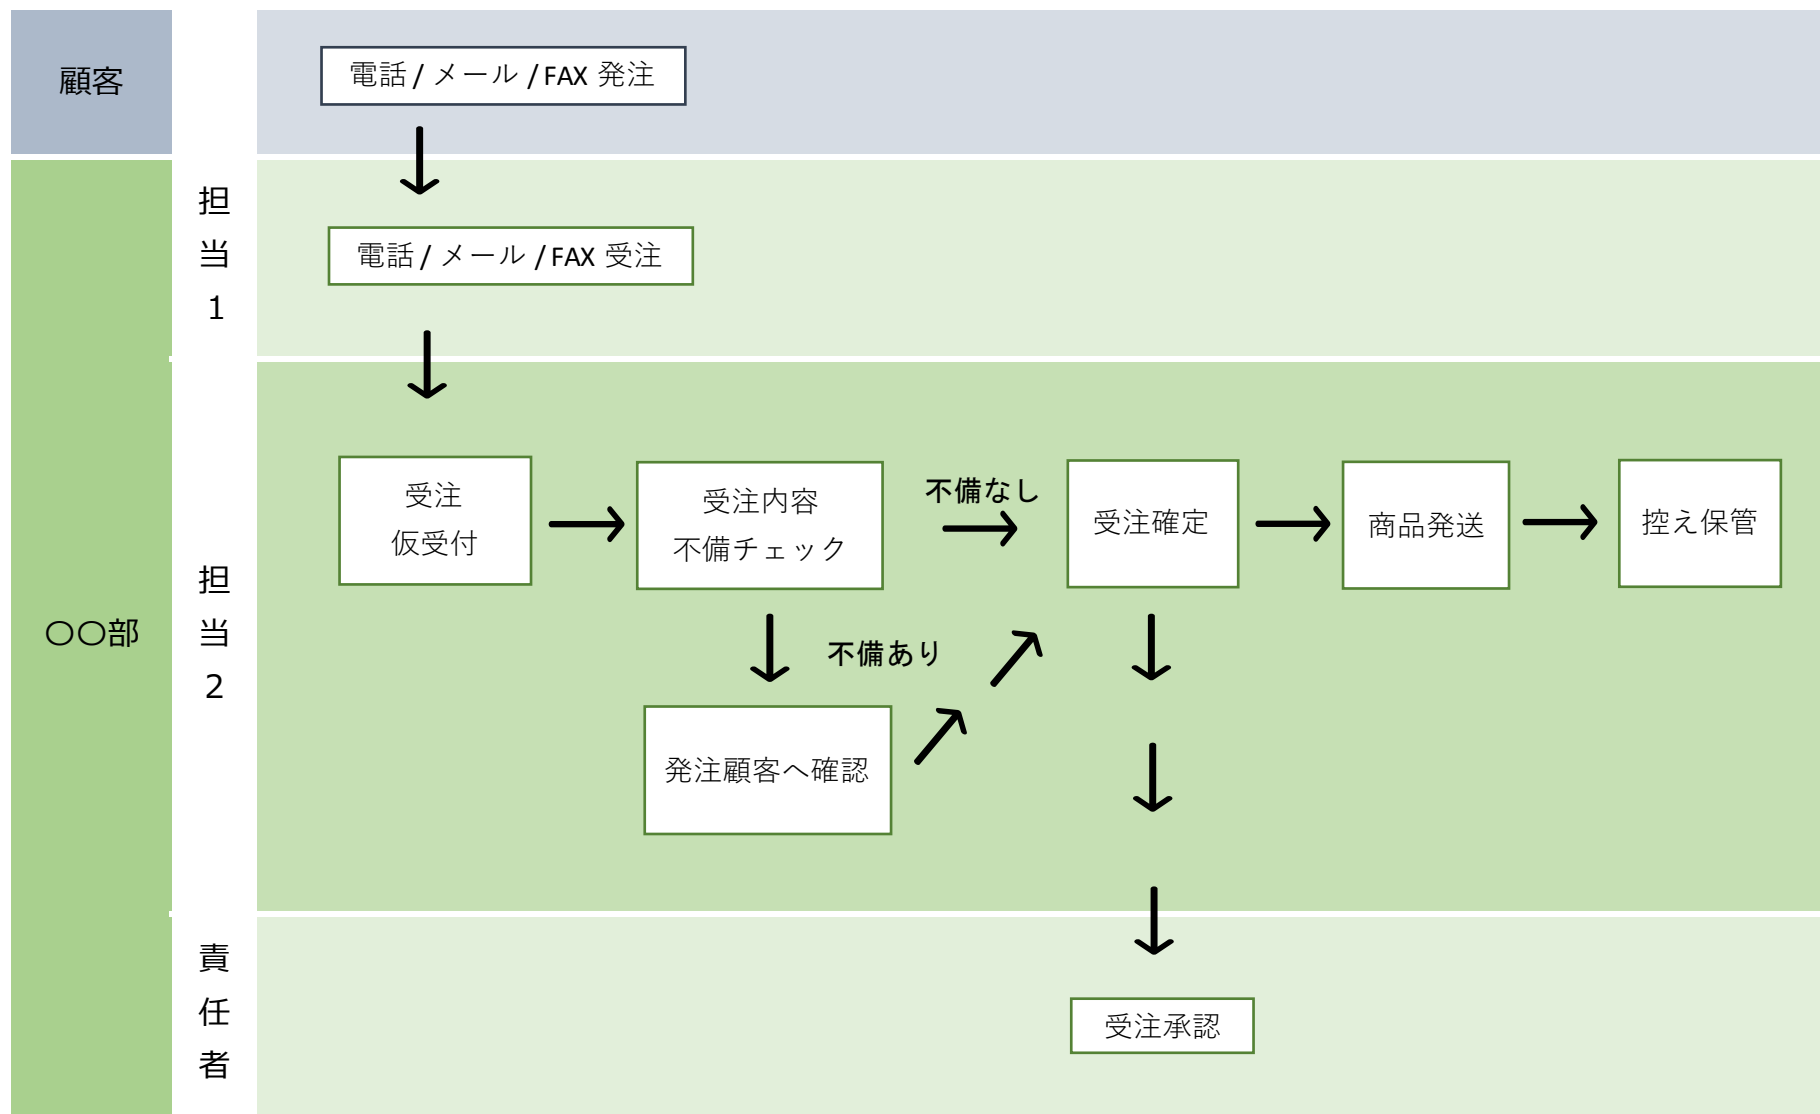 顧客
電話 / メール / FAX 発注
担当1
電話 / メール / FAX 受注
〇〇部
担当2
受注
仮受付
受注内容
不備チェック
不備なし
受注確定
商品発送
控え保管
不備あり
発注顧客へ確認
責任者
受注承認